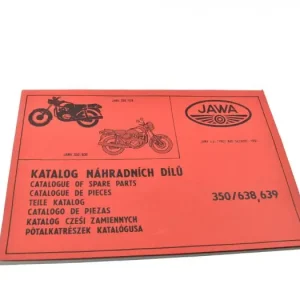 JAWA
KATALOG NÁHRADNÍCH DÍLŮ
CATALOGUE OF SPARE PARTS
CATALOGUE DE PIECES
TEILE KATALOG
CATALOGO DE PIEZAS
KATALOG CZEŚCI ZAMIENNYCH
PÓTALKATRÉSZEK KATALÓGUSA
350/638,639